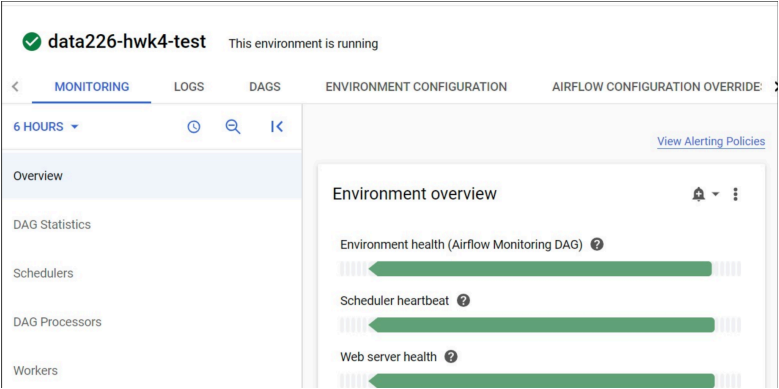 data226-hwk4-test This environment is running
MONITORING LOGS DAGS ENVIRONMENT CONFIGURATION AIRFLOW CONFIGURATION OVERRIDES
6 HOURS
View Alerting Policies
Overview
Environment overview
DAG Statistics
Environment health (Airflow Monitoring DAG)
Schedulers
Scheduler heartbeat
DAG Processors
Web server health
Workers